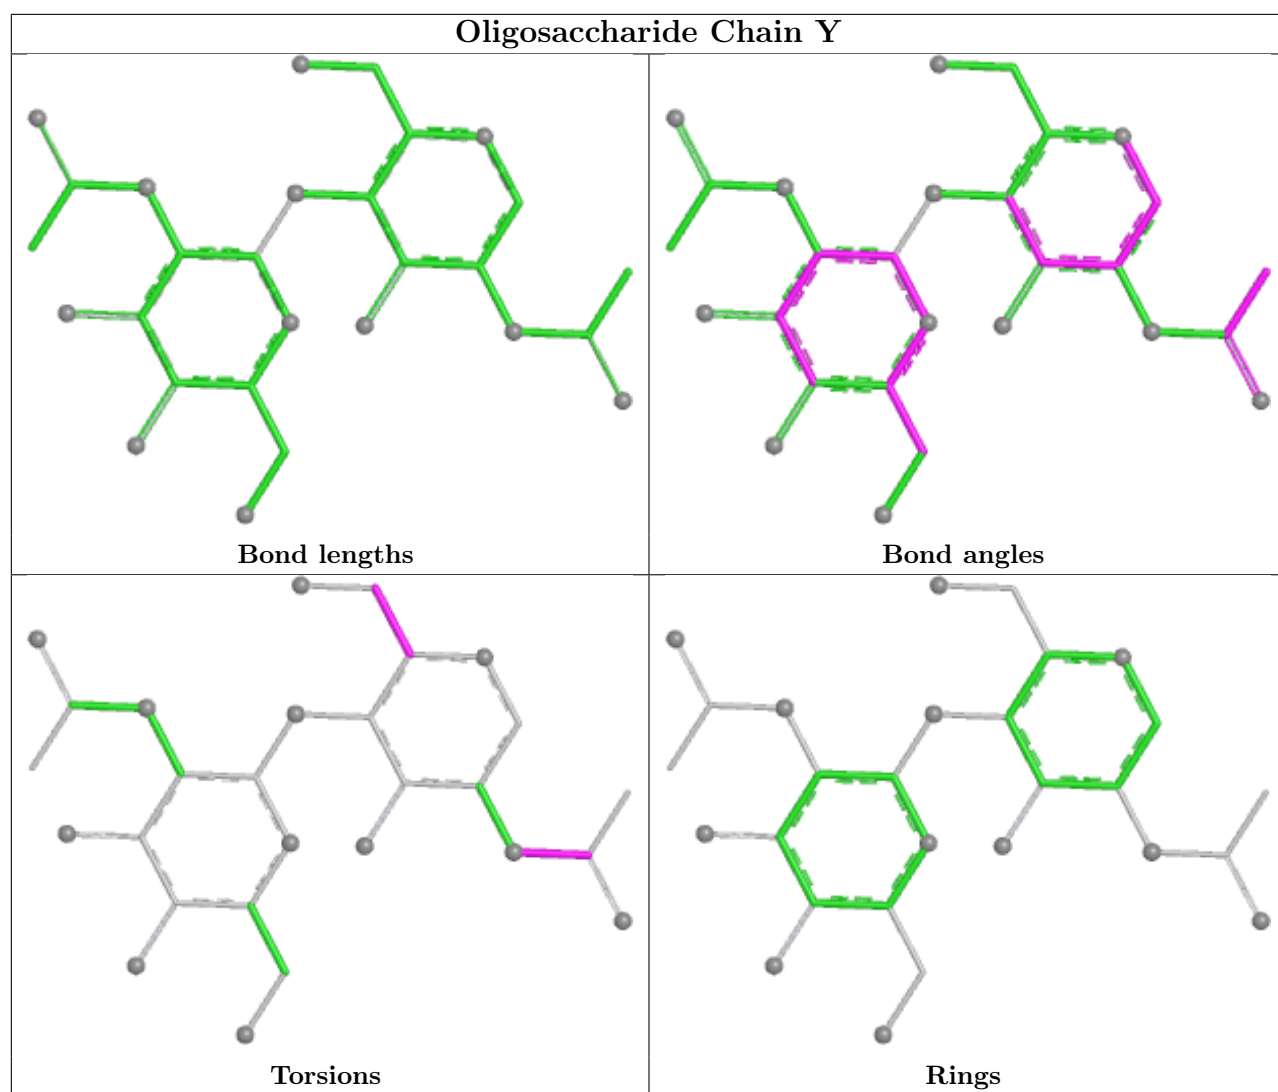 Oligosaccharide Chain Y
Bond lengths
Bond angles
Torsions
Rings